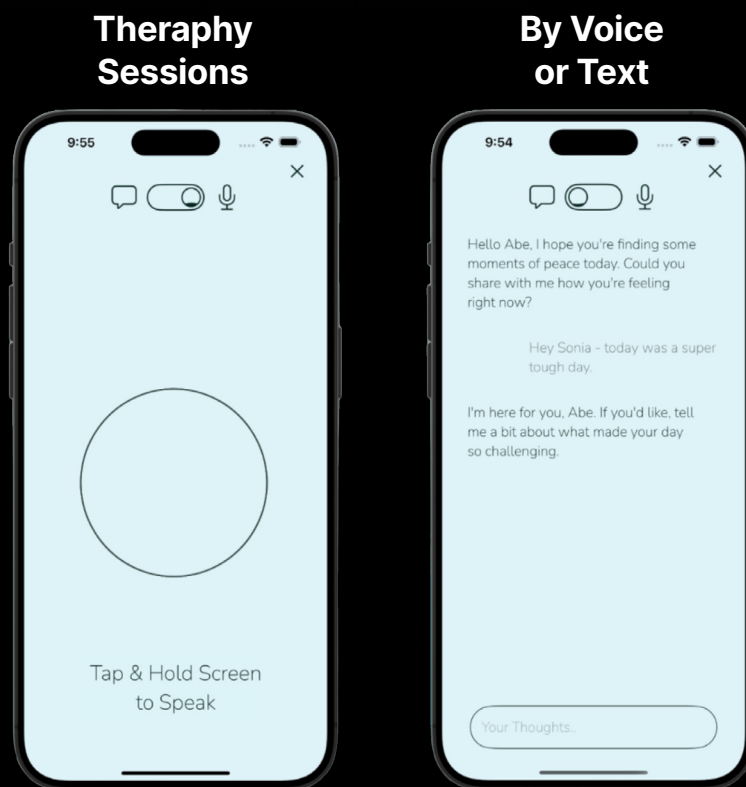 Theraphy
Sessions
9:55
Tap & Hold Screen
to Speak
By Voice
or Text
9:54
Hello Abe, I hope you're finding some
moments of peace today. Could you
share with me how you're feeling
right now?
Hey Sonia - today was a super
tough day.
I'm here for you, Abe. If you'd like, tell
me a bit about what made your day
so challenging.
Your Thoughts..